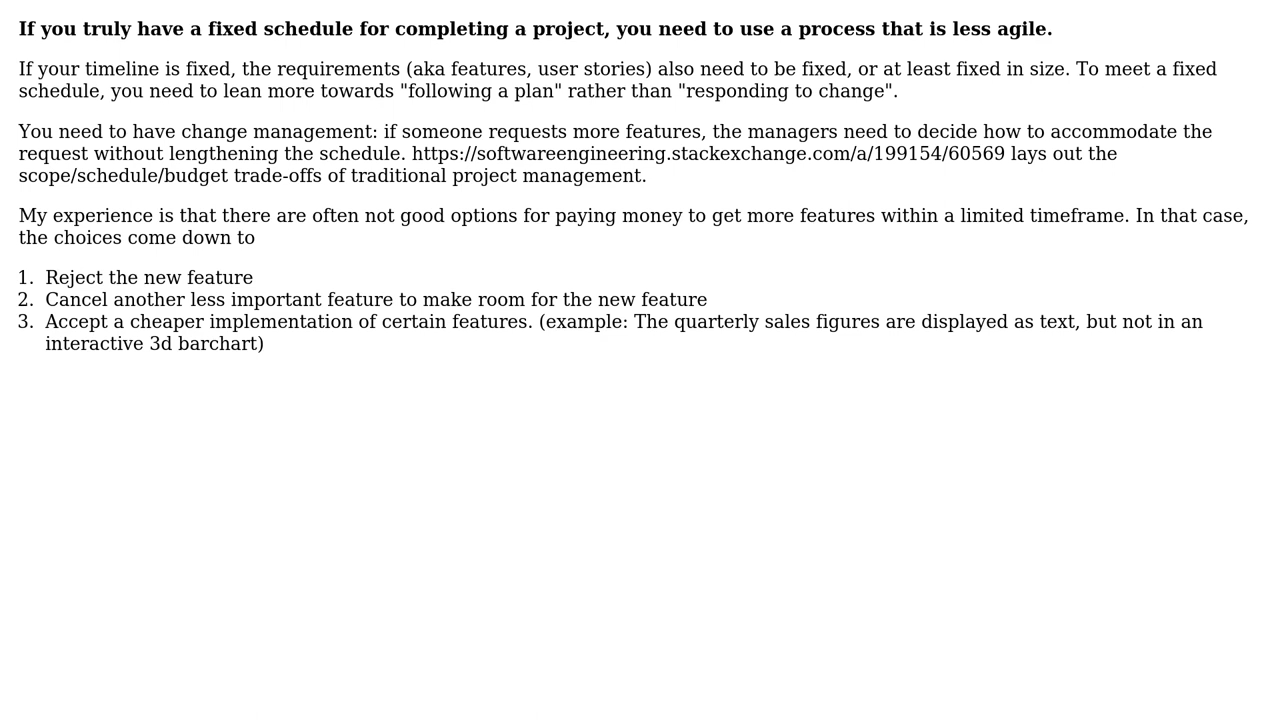 If you truly have a fixed schedule for completing a project, you need to use a process that is less agile.
If your timeline is fixed, the requirements (aka features, user stories) also need to be fixed, or at least fixed in size. To meet a fixed
schedule, you need to lean more towards "following a plan" rather than "responding to change".
You need to have change management: if someone requests more features, the managers need to decide how to accommodate the
request without lengthening the schedule. https://softwareengineering.stackexchange.com/a/199154/60569 lays out the
scope/schedule/budget trade-offs of traditional project management.
My experience is that there are often not good options for paying money to get more features within a limited timeframe. In that case,
the choices come down to
1. Reject the new feature
2. Cancel another less important feature to make room for the new feature
3. Accept a cheaper implementation of certain features. (example: The quarterly sales figures are displayed as text, but not in an
interactive 3d barchart)